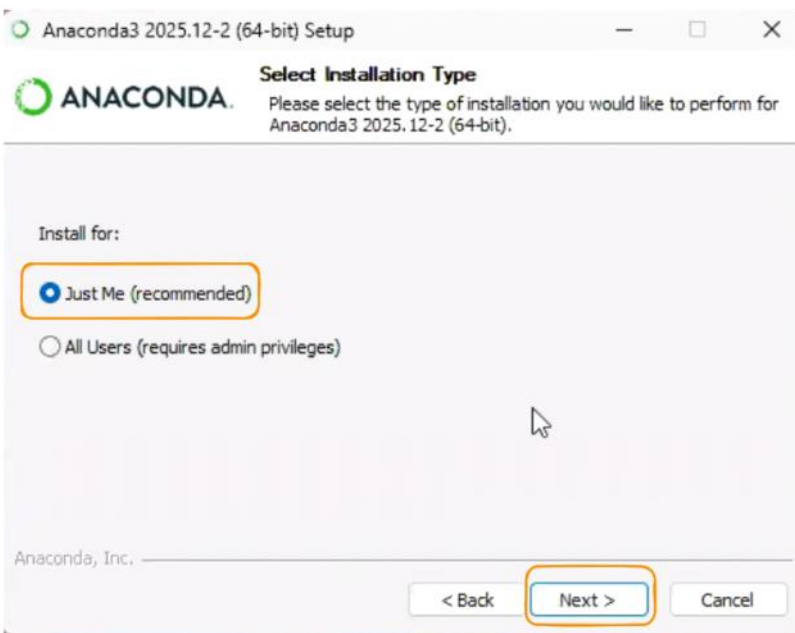 Anaconda3 2025.12-2 (64-bit) Setup
ANACONDA.
Select Installation Type
Please select the type of installation you would like to perform for
Anaconda3 2025.12-2 (64-bit).
Install for:
Just Me (recommended)
All Users (requires admin privileges)
Anaconda, Inc.
< Back
Next >
Cancel